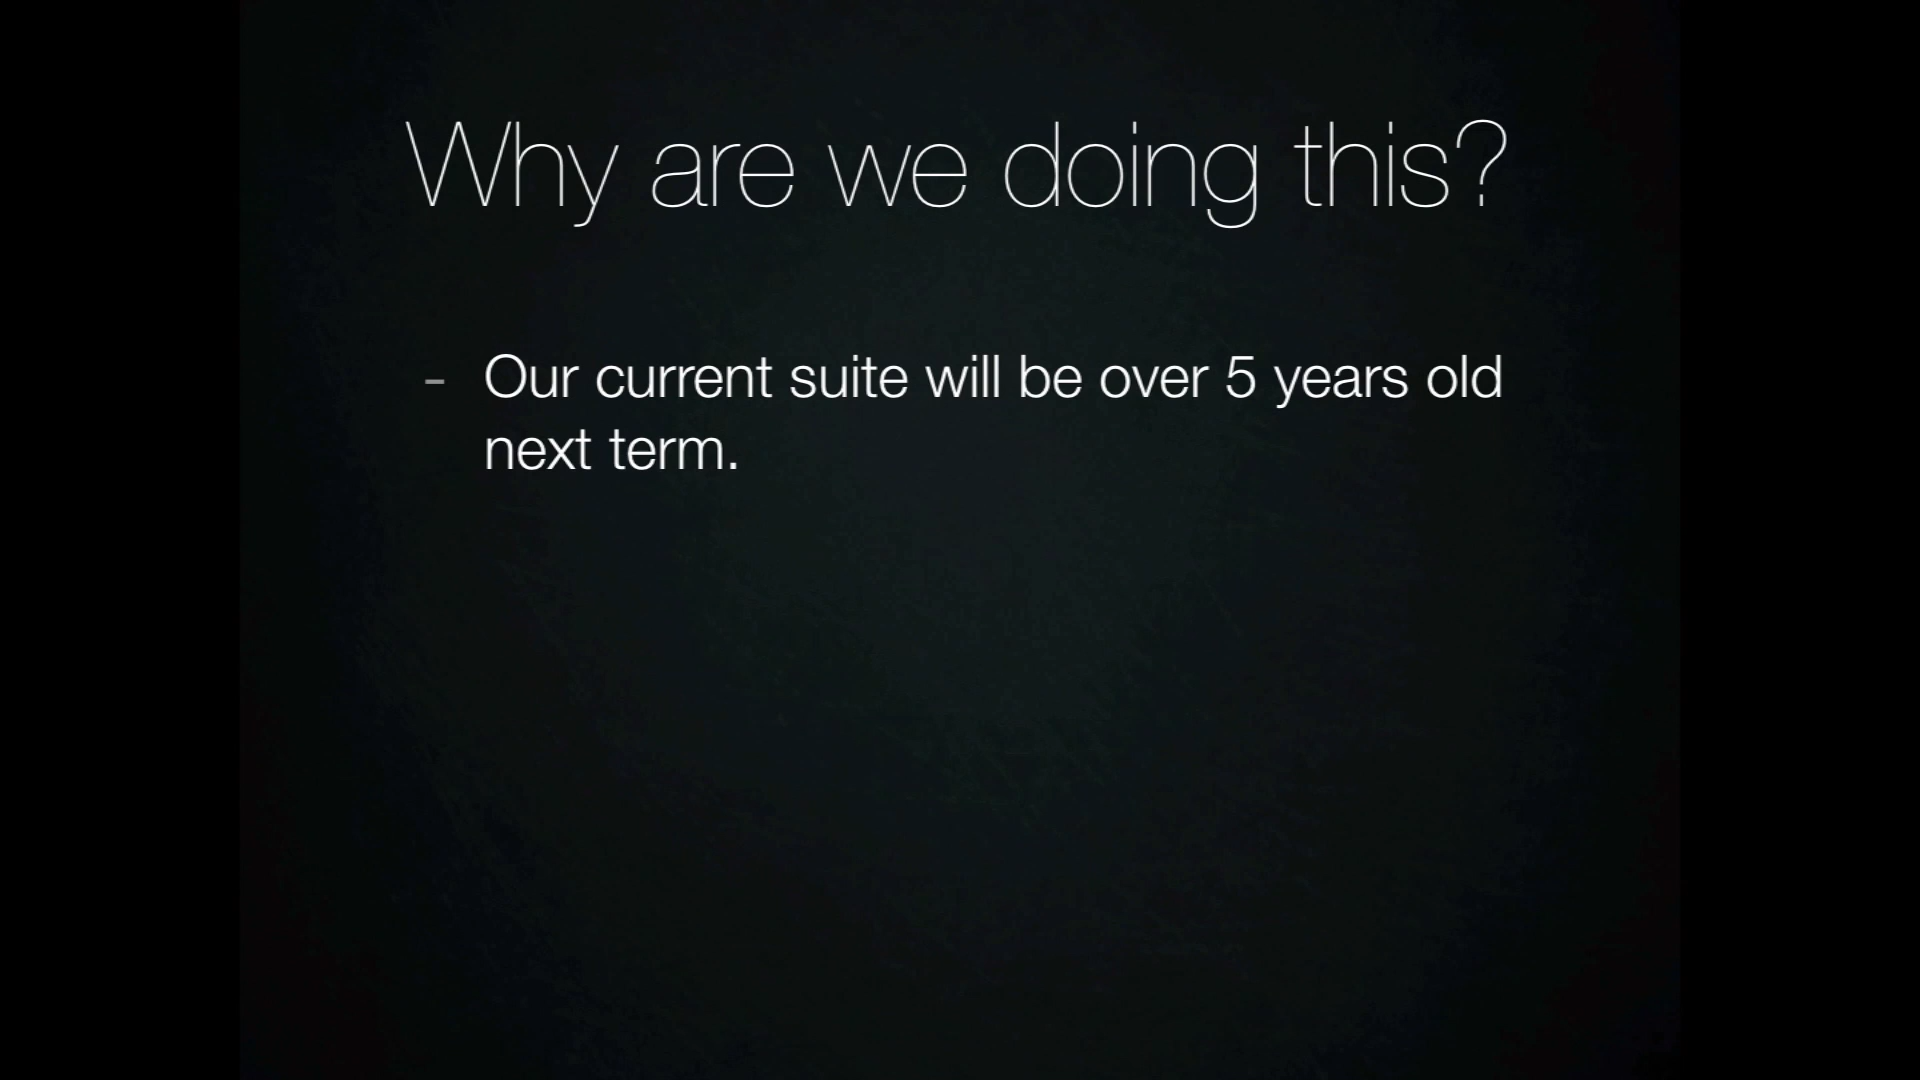 Why are we doing this?
- Our current suite will be over 5 years old
next term.